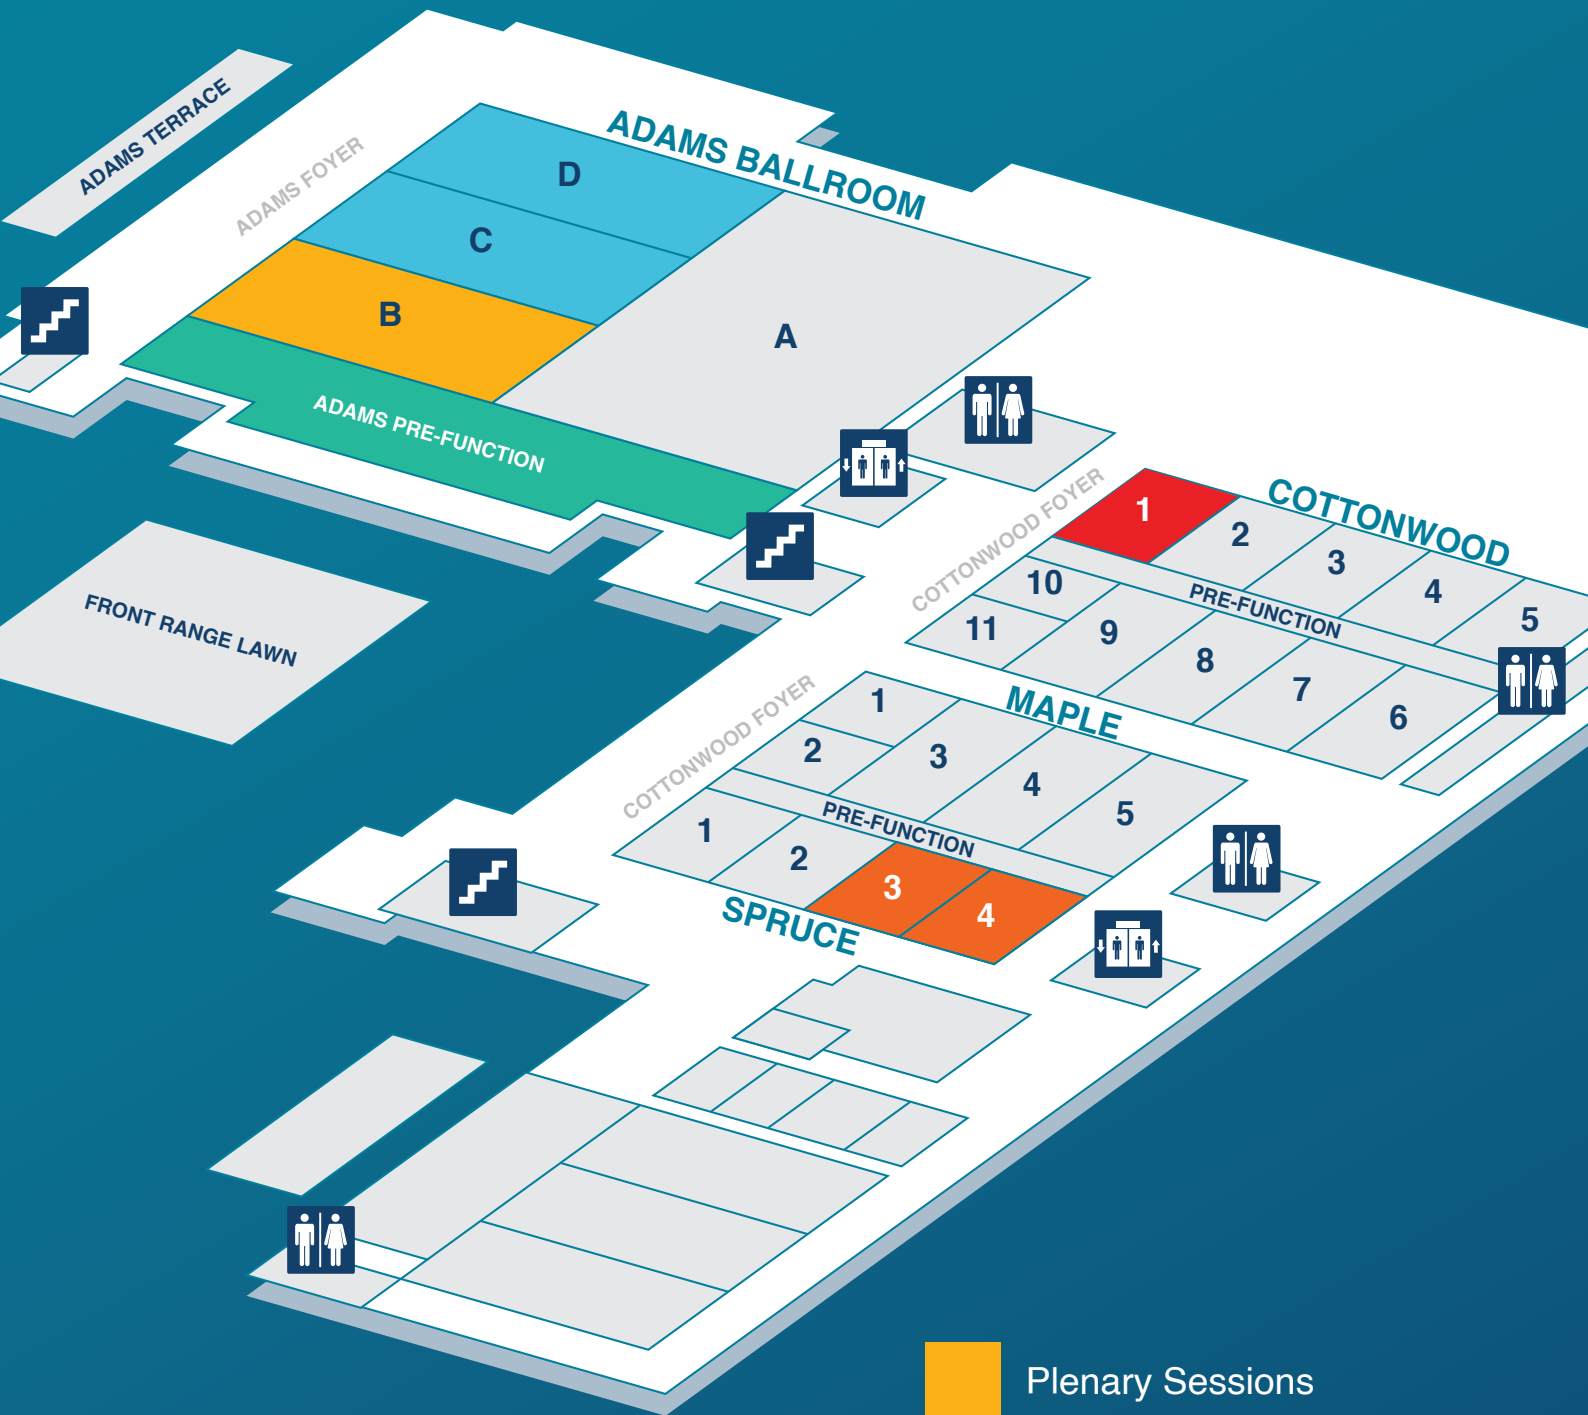 ADAMS TERRACE
ADAMS FOYER
ADAMS BALLROOM
D
C
B
A
ADAMS PRE-FUNCTION
FRONT RANGE LAWN
COTTONWOOD FOYER
COTTONWOOD
1
2
3
4
5
PRE-FUNCTION
10
11
9
8
7
6
COTTONWOOD FOYER
MAPLE
1
2
3
4
5
PRE-FUNCTION
1
2
3
4
SPRUCE
Plenary Sessions